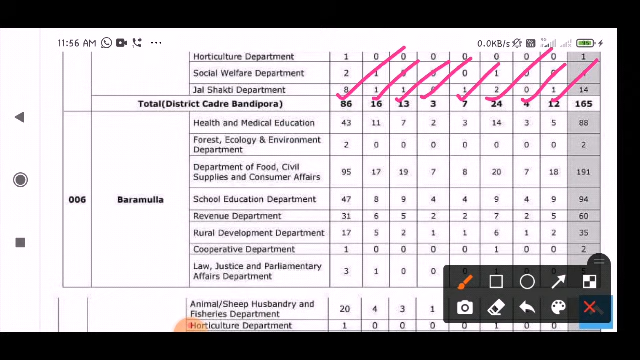 11:56 AM 0.0KB/s
Horticulture Department 1 0 0 0 0 0 0 0 1
Social Welfare Department 2 1 0 0 0 1 0 0
Jal Shakti Department 8 1 1 0 1 2 0 1 14
Total(District Cadre Bandipora) 86 16 13 3 7 24 4 12 165
Health and Medical Education 43 11 7 2 3 14 3 5 88
Forest, Ecology & Environment
Department 2 0 0 0 0 0 0 0 2
Department of Food, Civil
Supplies and Consumer Affairs 95 17 19 7 8 20 7 18 191
006 Baramulla School Education Department 47 8 9 4 4 9 4 9 94
Revenue Department 31 6 5 2 2 7 2 5 60
Rural Development Department 17 5 2 1 1 6 1 2 35
Cooperative Department 1 0 0 0 0 1 0 0 2
Law, Justice and Parliamentary
Affairs Department 3 1 0 0
Animal/Sheep Husbandry and
Fisheries Department 20 4 3 1
Horticulture Department 1 0 0 0 0